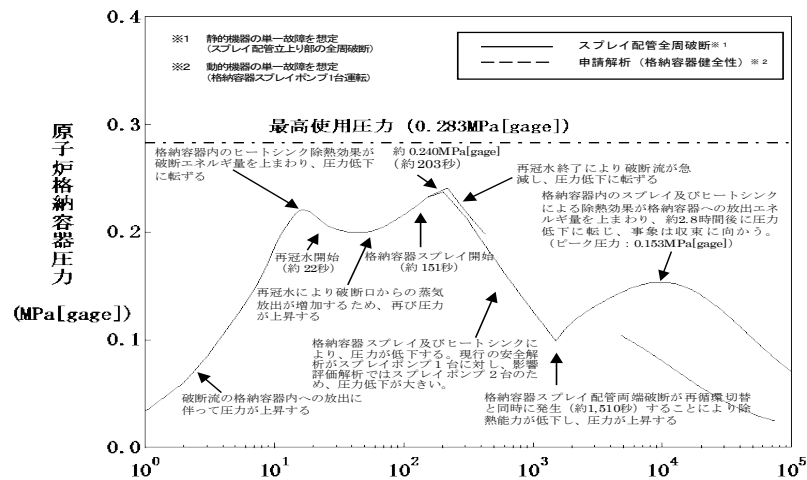 0.4
0.3
0.2
0.1
0.0
原子炉格納容器圧力
(MPa[gage])
※1 静的機器の単一故障を想定
(スプレイ配管立上り部の全周破断)
※2 動的機器の単一故障を想定
(格納容器スプレイポンプ1台運転)
スプレイ配管全周破断※1
申請解析(格納容器健全性)※2
最高使用圧力 (0.283MPa[gage])
格納容器内のヒートシンク除熱効果が
破断エネルギ量を上まわり、圧力低下
に転ずる
約 0.240MPa[gage]
(約203秒)
再冠水終了により破断流が急
減し、圧力低下に転ずる
格納容器内のスプレイ及びヒートシンク
による除熱効果が格納容器への放出エネ
ルギ量を上まわり、約2.8時間後に圧力
低下に転じ、事象は収束に向かう。
(ピーク圧力:0.153MPa[gage])
再冠水開始
(約 22秒)
格納容器スプレイ開始
(約 151秒)
再冠水により破断口からの蒸気
放出が増加するため、再び圧力
が上昇する
格納容器スプレイ及びヒートシンク
により、圧力が低下する。現行の安全解
析がスプレイポンプ 1 台に対し、影響
評価解析ではスプレイポンプ 2 台のた
め、圧力低下が大きい。
破断流の格納容器内への放出に
伴って圧力が上昇する
格納容器スプレイ配管両端破断が再循環切替
と同時に発生(約1,510秒)することにより除
熱能力が低下し、圧力が上昇する
10⁰
10¹
10²
10³
10⁴
10⁵